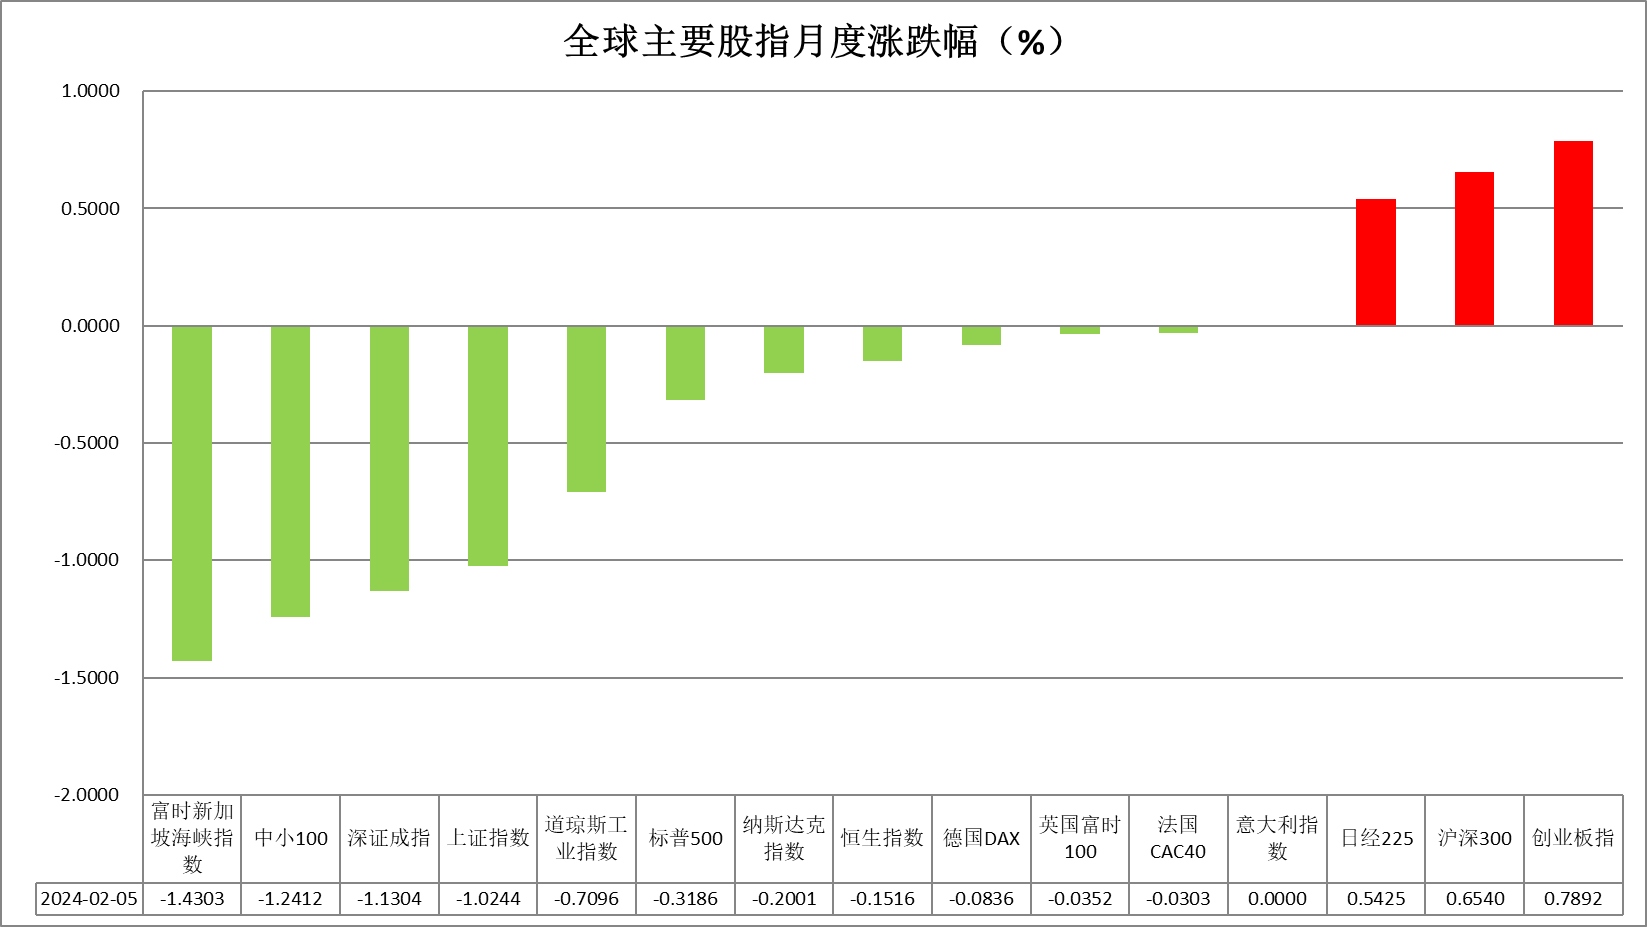 全球主要股指月度涨跌幅（%）
1.0000
0.5000
0.0000
-0.5000
-1.0000
-1.5000
-2.0000
富时新加
坡海峡指
数
中小100
深证成指
上证指数
道琼斯工
业指数
标普500
纳斯达克
指数
恒生指数
德国DAX
英国富时
100
法国
CAC40
意大利指
数
日经225
沪深300
创业板指
2024-02-05 -1.4303 -1.2412 -1.1304 -1.0244 -0.7096 -0.3186 -0.2001 -0.1516 -0.0836 -0.0352 -0.0303 0.0000 0.5425 0.6540 0.7892